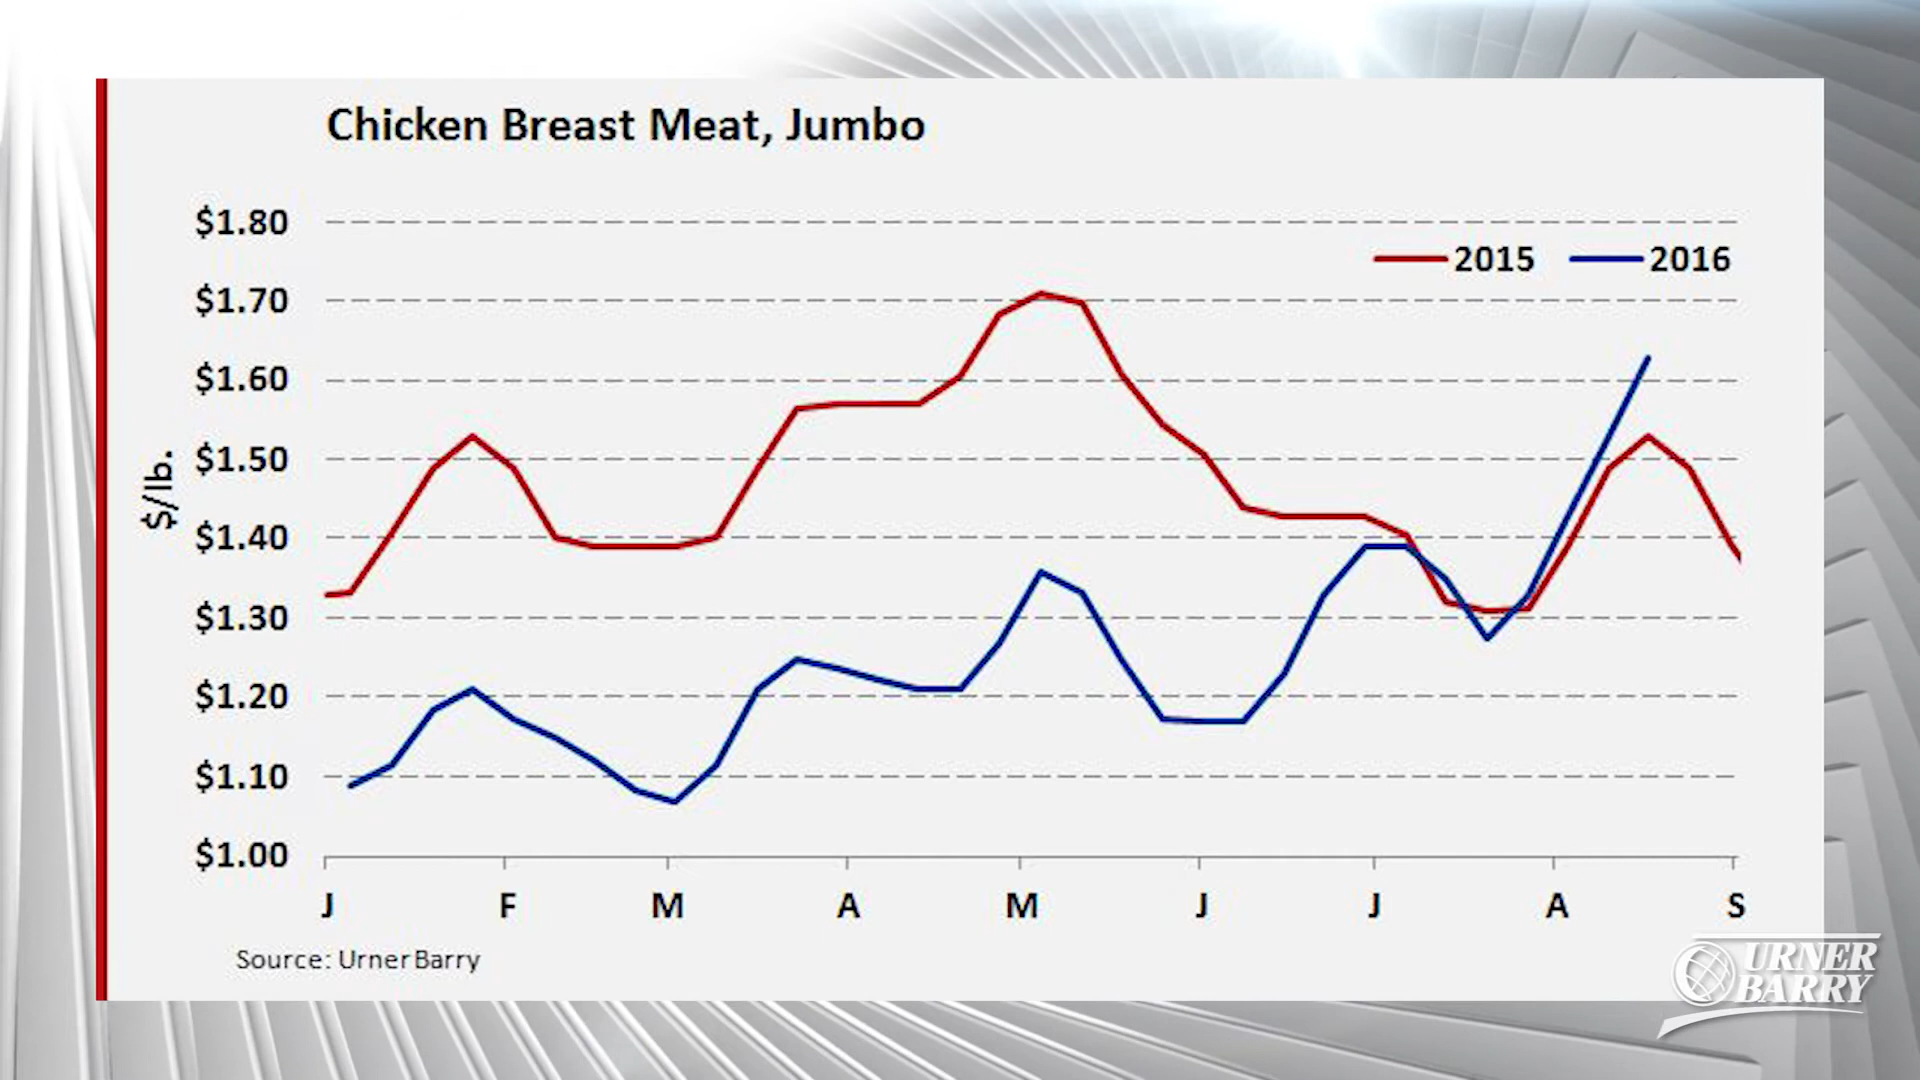 Chicken Breast Meat, Jumbo
$1.80
2015 2016
$1.70
$1.60
$1.50
$/lb.
$1.40
$1.30
$1.20
$1.10
$1.00
J F M A M J J A S
Source: Urner Barry
URNER
BARRY